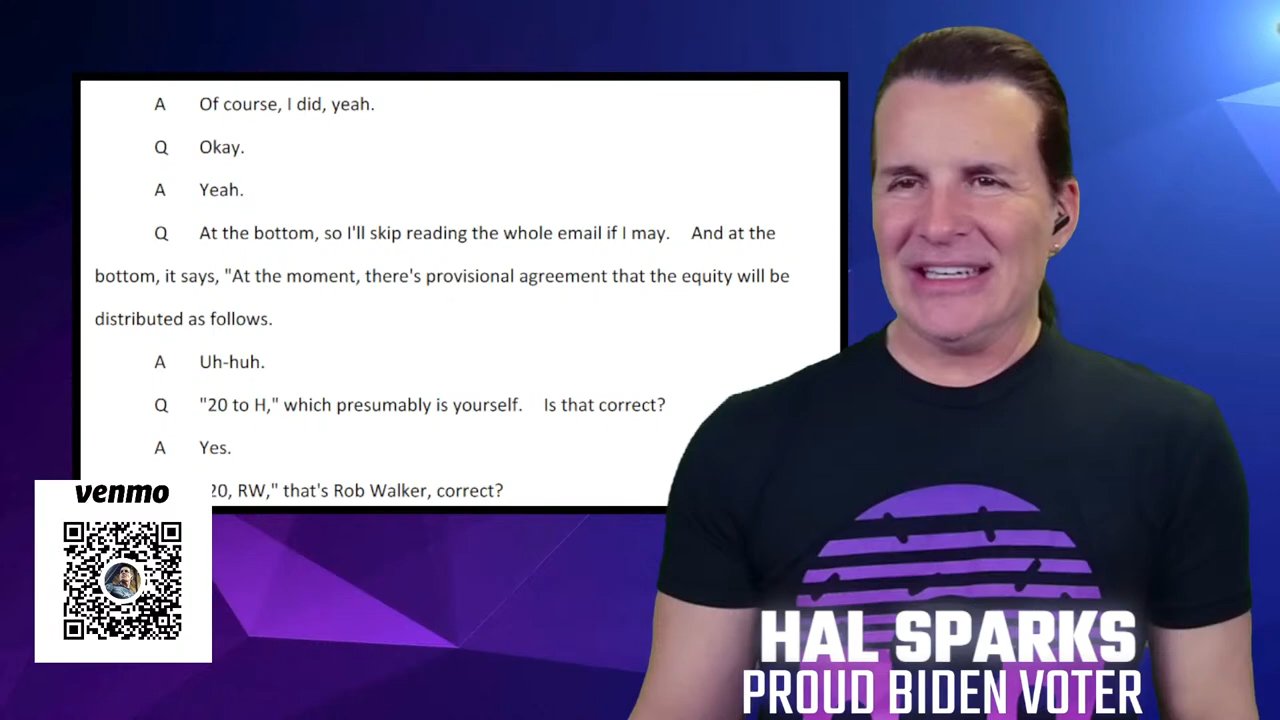 A Of course, I did, yeah.
Q Okay.
A Yeah.
Q At the bottom, so I'll skip reading the whole email if I may. And at the
bottom, it says, "At the moment, there's provisional agreement that the equity will be
distributed as follows.
A Uh-huh.
Q "20 to H," which presumably is yourself. Is that correct?
A Yes.
20, RW," that's Rob Walker, correct?
venmo
HAL SPARKS
PROUD BIDEN VOTER